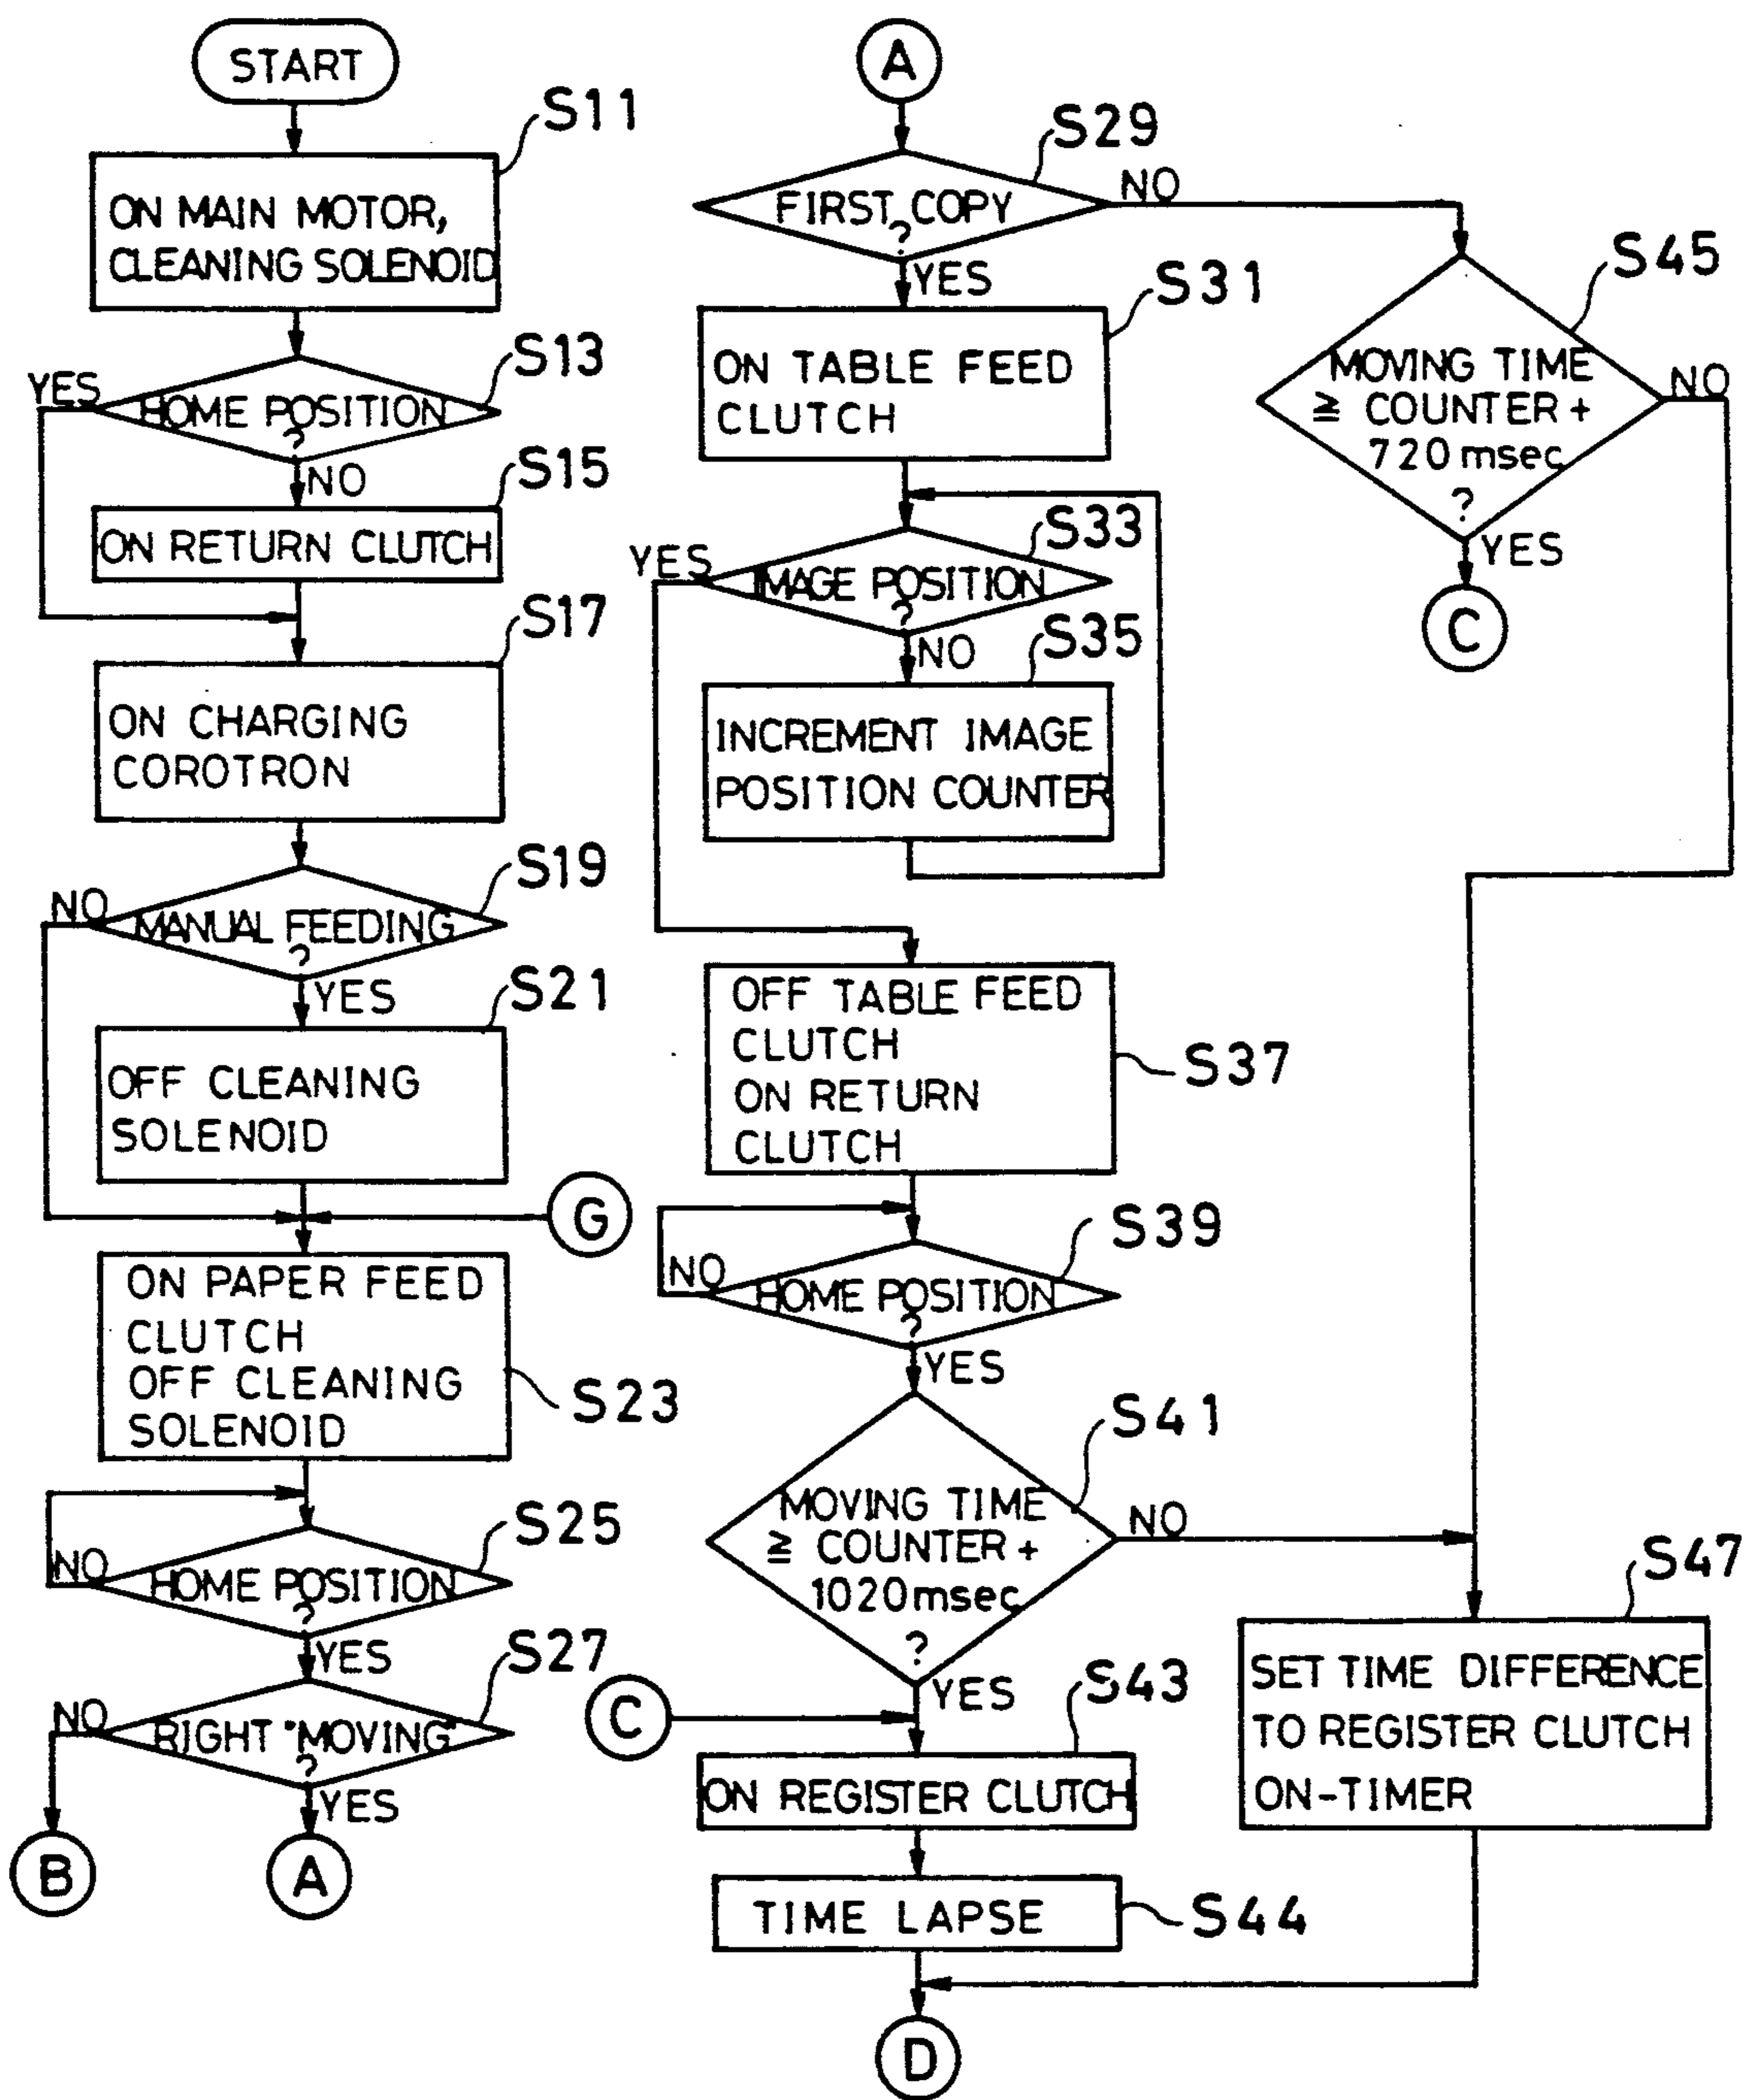 START
S11
ON MAIN MOTOR,
CLEANING SOLENOID
S13
YES
HOME POSITION
?
NO
S15
ON RETURN CLUTCH
S17
ON CHARGING
COROTRON
S19
NO
MANUAL FEEDING
?
YES
S21
OFF CLEANING
SOLENOID
G
ON PAPER FEED
CLUTCH
OFF CLEANING
SOLENOID
S23
S25
NO
HOME POSITION
?
YES
S27
NO
RIGHT "MOVING"
?
YES
B
A
A
S29
FIRST COPY
?
NO
YES
S31
ON TABLE FEED
CLUTCH
S33
YES
IMAGE POSITION
?
NO
S35
INCREMENT IMAGE
POSITION COUNTER
OFF TABLE FEED
CLUTCH
ON RETURN
CLUTCH
S37
S39
NO
HOME POSITION
?
YES
S41
MOVING TIME
≧ COUNTER +
1020msec
?
NO
YES
C
S43
ON REGISTER CLUTCH
TIME LAPSE
S44
D
S45
MOVING TIME
≧ COUNTER +
720msec
?
NO
YES
C
S47
SET TIME DIFFERENCE
TO REGISTER CLUTCH
ON-TIMER